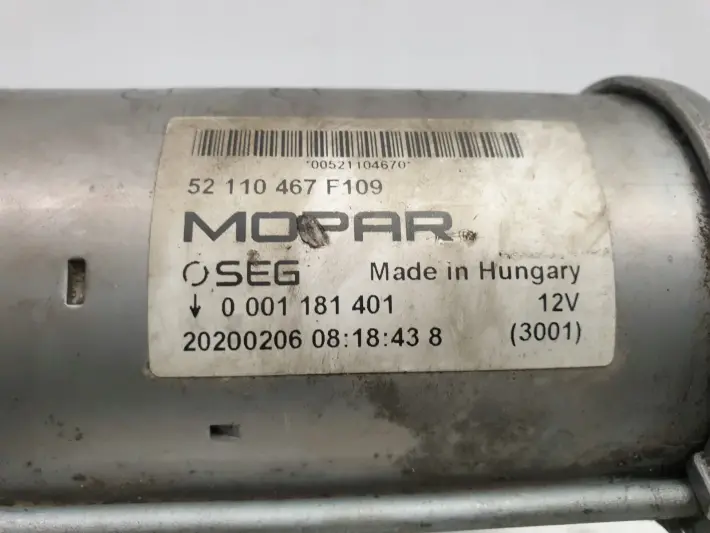 *00521104670*
52 110 467 F109
MOPAR
SEG Made in Hungary
↓ 0 001 181 401 12V
20200206 08:18:43 8 (3001)